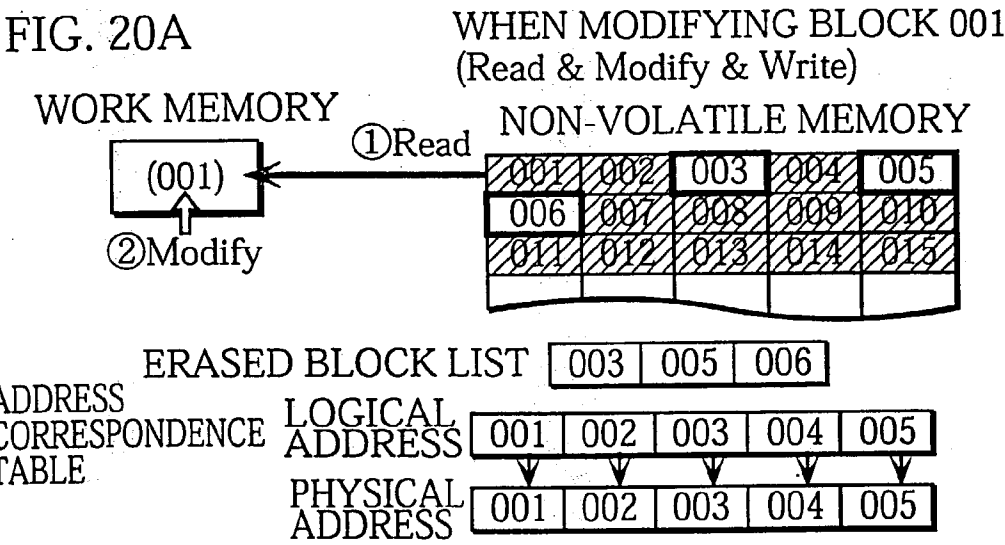 FIG. 20A
WHEN MODIFYING BLOCK 001
(Read & Modify & Write)
WORK MEMORY
①Read
NON-VOLATILE MEMORY
(001)
001 002 003 004 005
006 007 008 009 010
②Modify
011 012 013 014 015
ERASED BLOCK LIST 003 005 006
ADDRESS
CORRESPONDENCE
TABLE
LOGICAL
ADDRESS
001 002 003 004 005
PHYSICAL
ADDRESS
001 002 003 004 005